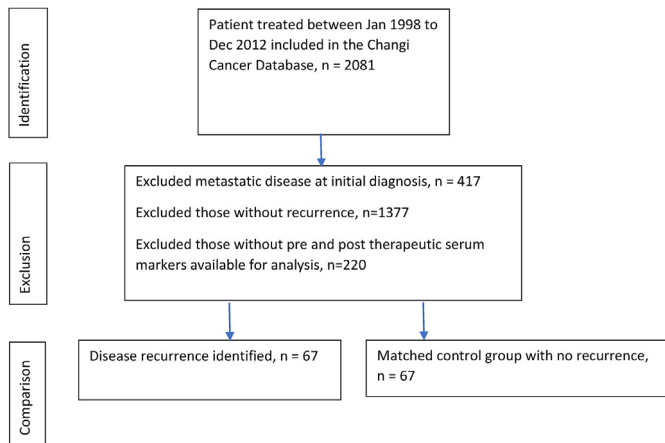 Identification
Patient treated between Jan 1998 to
Dec 2012 included in the Changi
Cancer Database, n = 2081
Exclusion
Excluded metastatic disease at initial diagnosis, n = 417
Excluded those without recurrence, n=1377
Excluded those without pre and post therapeutic serum
markers available for analysis, n=220
Comparison
Disease recurrence identified, n = 67
Matched control group with no recurrence,
n = 67